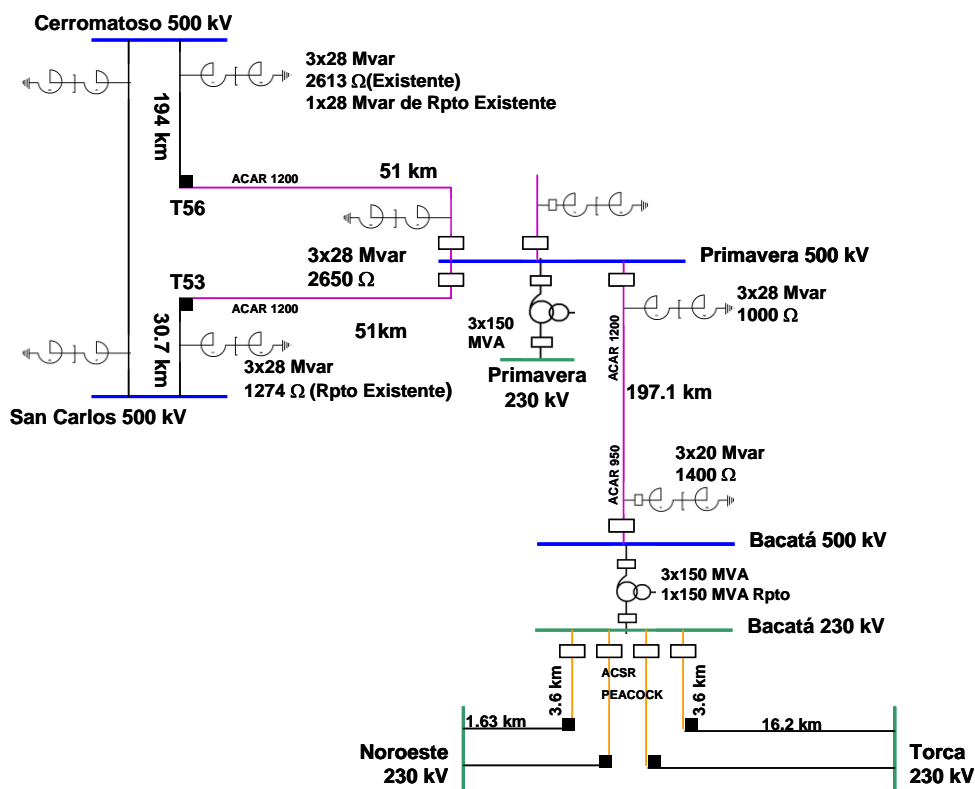 Cerromatoso 500 kV
3x28 Mvar
2613 Ω(Existente)
1x28 Mvar de Rpto Existente
194 km
51 km
ACAR 1200
T56
3x28 Mvar
2650 Ω
Primavera 500 kV
T53
ACAR 1200
51km
30.7 km
3x28 Mvar
1274 Ω (Rpto Existente)
San Carlos 500 kV
3x150
MVA
Primavera
230 kV
3x28 Mvar
1000 Ω
ACAR 1200
197.1 km
ACAR 950
3x20 Mvar
1400 Ω
Bacatá 500 kV
3x150 MVA
1x150 MVA Rpto
Bacatá 230 kV
3.6 km
ACSR
PEACOCK
3.6 km
1.63 km
16.2 km
Noroeste
230 kV
Torca
230 kV